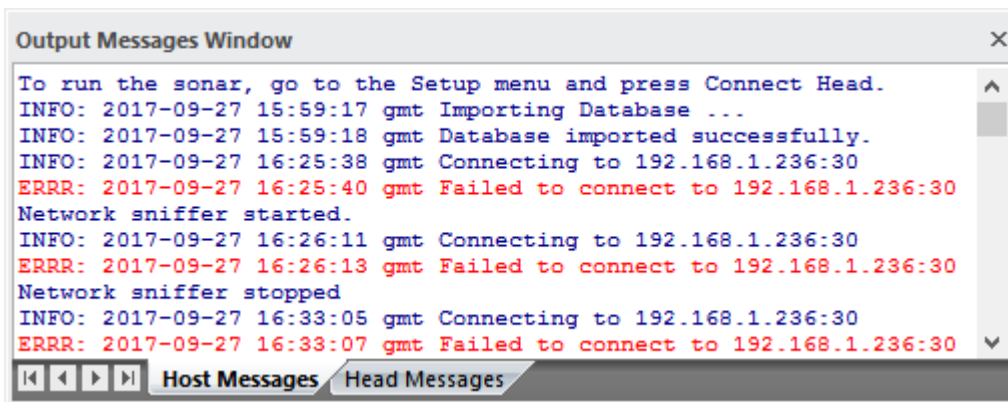 Output Messages Window
To run the sonar, go to the Setup menu and press Connect Head.
INFO: 2017-09-27 15:59:17 gmt Importing Database ...
INFO: 2017-09-27 15:59:18 gmt Database imported successfully.
INFO: 2017-09-27 16:25:38 gmt Connecting to 192.168.1.236:30
ERRR: 2017-09-27 16:25:40 gmt Failed to connect to 192.168.1.236:30
Network sniffer started.
INFO: 2017-09-27 16:26:11 gmt Connecting to 192.168.1.236:30
ERRR: 2017-09-27 16:26:13 gmt Failed to connect to 192.168.1.236:30
Network sniffer stopped
INFO: 2017-09-27 16:33:05 gmt Connecting to 192.168.1.236:30
ERRR: 2017-09-27 16:33:07 gmt Failed to connect to 192.168.1.236:30
Host Messages Head Messages